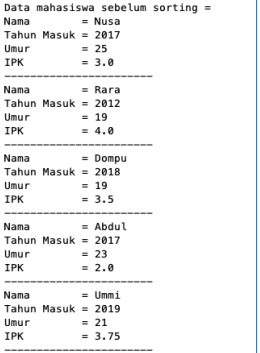 Data mahasiswa sebelum sorting =
Nama        = Nusa
Tahun Masuk = 2017
Umur        = 25
IPK         = 3.0
------------------------
Nama        = Rara
Tahun Masuk = 2012
Umur        = 19
IPK         = 4.0
------------------------
Nama        = Dompu
Tahun Masuk = 2018
Umur        = 19
IPK         = 3.5
------------------------
Nama        = Abdul
Tahun Masuk = 2017
Umur        = 23
IPK         = 2.0
------------------------
Nama        = Ummi
Tahun Masuk = 2019
Umur        = 21
IPK         = 3.75
------------------------